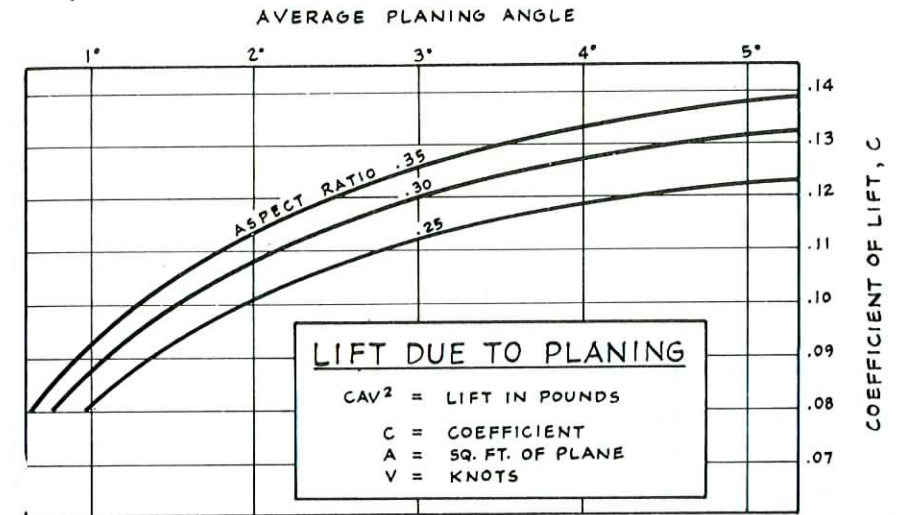 AVERAGE PLANING ANGLE
1° 2° 3° 4° 5°
.14
.13
ASPECT RATIO .35
.30
.12
.25
.11
.10
.09
.08
.07
COEFFICIENT OF LIFT, C
LIFT DUE TO PLANING
CAV² = LIFT IN POUNDS
C = COEFFICIENT
A = SQ. FT. OF PLANE
V = KNOTS